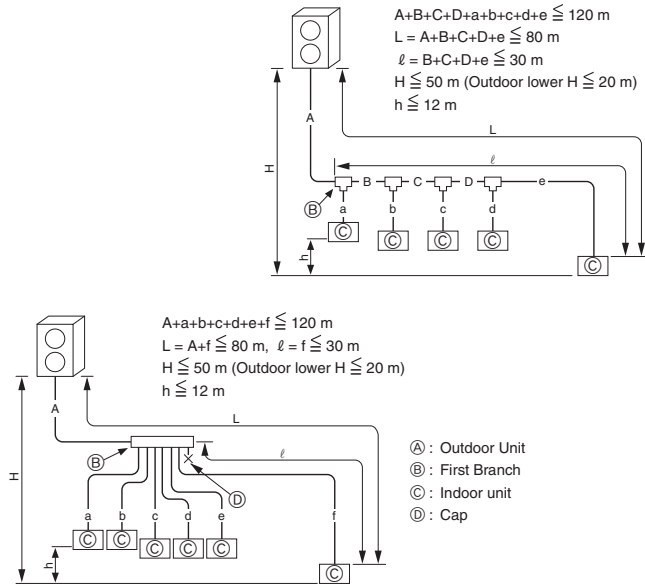 A+B+C+D+a+b+c+d+e ≦ 120 m
L = A+B+C+D+e ≦ 80 m
ℓ = B+C+D+e ≦ 30 m
H ≦ 50 m (Outdoor lower H ≦ 20 m)
h ≦ 12 m
A
L
H
ℓ
B C D e
Ⓑ a b c d
Ⓒ
h Ⓒ Ⓒ Ⓒ
Ⓒ
A+a+b+c+d+e+f ≦ 120 m
L = A+f ≦ 80 m, ℓ = f ≦ 30 m
H ≦ 50 m (Outdoor lower H ≦ 20 m)
h ≦ 12 m
A
L
H
Ⓑ ℓ
Ⓓ
a b c d e f
Ⓒ Ⓒ Ⓒ Ⓒ Ⓒ
h Ⓒ
Ⓐ : Outdoor Unit
Ⓑ : First Branch
Ⓒ : Indoor unit
Ⓓ : Cap